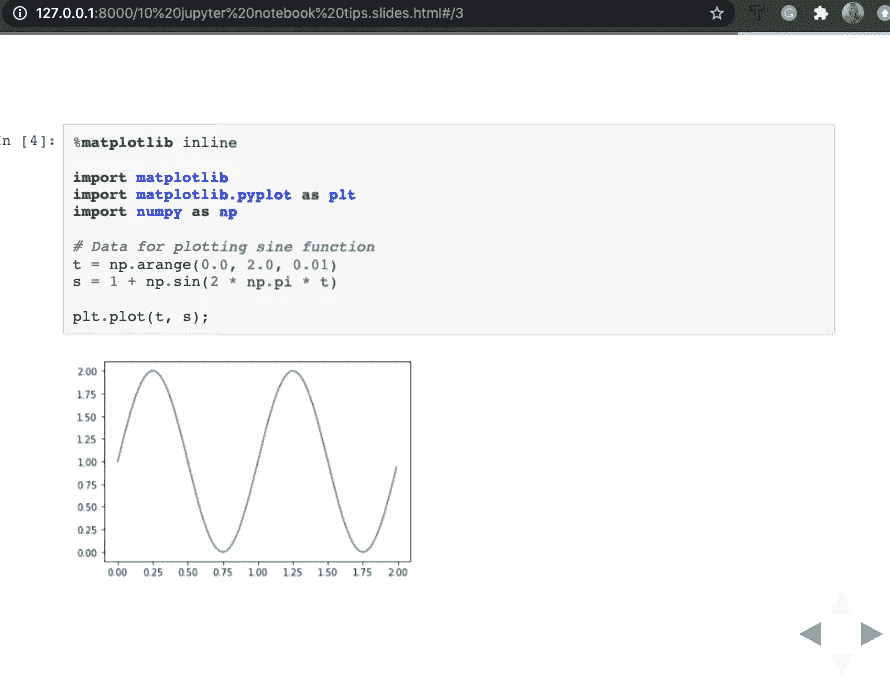 127.0.0.1:8000/10%20jupyter%20notebook%20tips.slides.html#/3
n [4]:
%matplotlib inline
import matplotlib
import matplotlib.pyplot as plt
import numpy as np
# Data for plotting sine function
t = np.arange(0.0, 2.0, 0.01)
s = 1 + np.sin(2 * np.pi * t)
plt.plot(t, s);
2.00
1.75
1.50
1.25
1.00
0.75
0.50
0.25
0.00
0.00 0.25 0.50 0.75 1.00 1.25 1.50 1.75 2.00